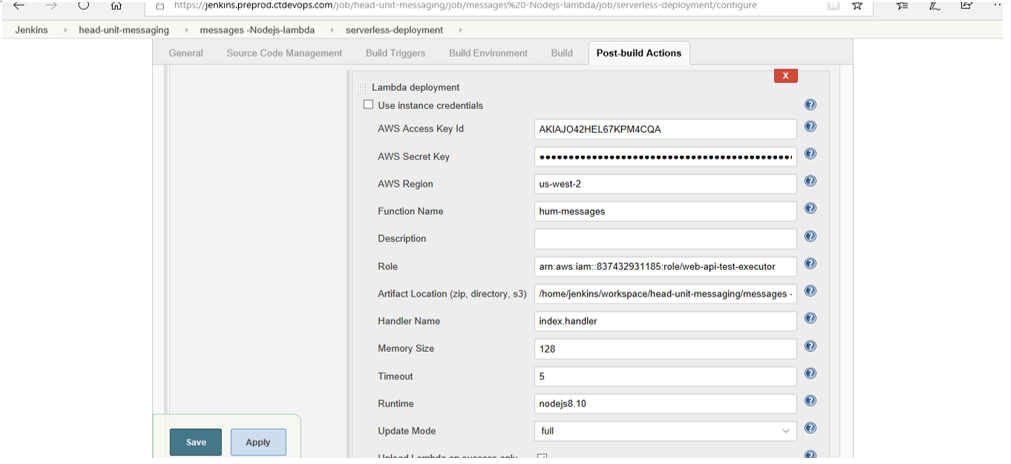 https://jenkins.preprod.ctdevops.com/job/head-unit-messaging/job/messages%20-Nodejs-lambda/job/serverless-deployment/configure
Jenkins head-unit-messaging messages -Nodejs-lambda serverless-deployment
General Source Code Management Build Triggers Build Environment Build Post-build Actions
X
Lambda deployment
Use instance credentials
AWS Access Key Id AKIAJO42HEL67KPM4CQA
AWS Secret Key
AWS Region us-west-2
Function Name hum-messages
Description
Role arn:aws:iam::837432931185:role/web-api-test-executor
Artifact Location (zip, directory, s3) /home/jenkins/workspace/head-unit-messaging/messages -
Handler Name index.handler
Memory Size 128
Timeout 5
Runtime nodejs8.10
Update Mode full
Save Apply
Upload Lambda on success only